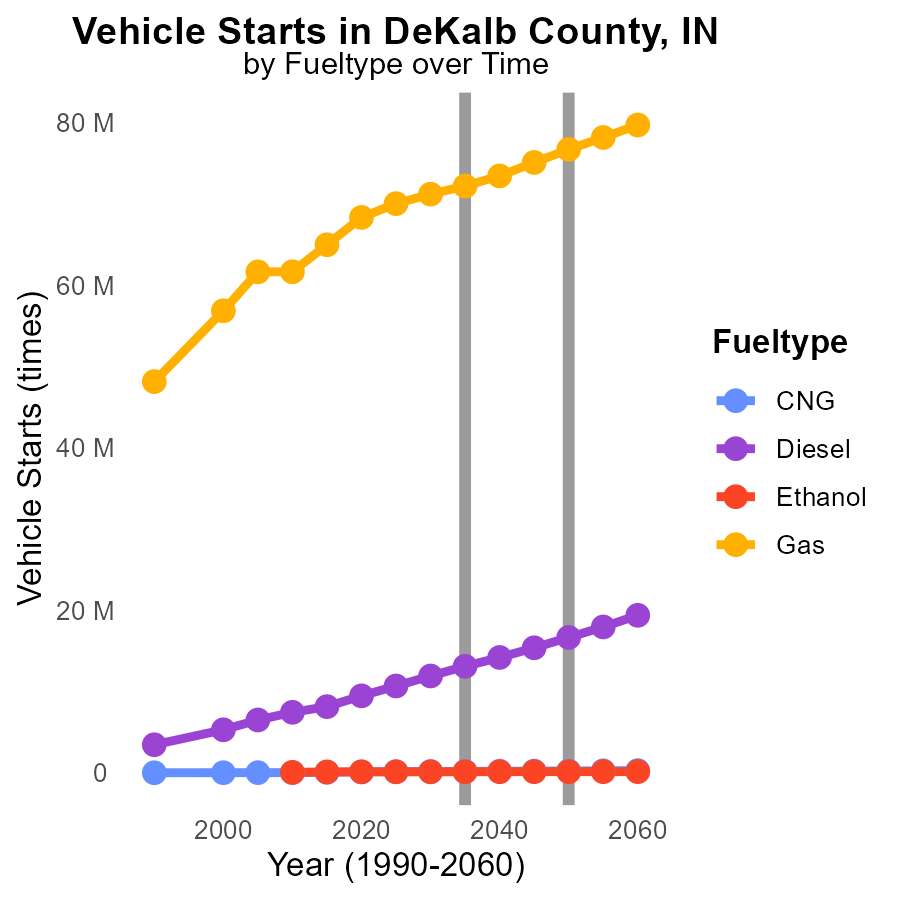 Vehicle Starts in DeKalb County, IN
by Fueltype over Time
80 M
60 M
40 M
20 M
0
Vehicle Starts (times)
2000 2020 2040 2060
Year (1990-2060)
Fueltype
CNG
Diesel
Ethanol
Gas